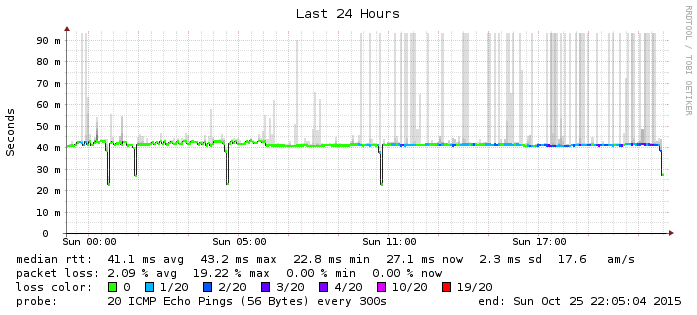 Last 24 Hours
RRDTOOL / TOBI OETIKER
Seconds
90 m
80 m
70 m
60 m
50 m
40 m
30 m
20 m
10 m
0
Sun 00:00 Sun 05:00 Sun 11:00 Sun 17:00
median rtt: 41.1 ms avg 43.2 ms max 22.8 ms min 27.1 ms now 2.3 ms sd 17.6 am/s
packet loss: 2.09 % avg 19.22 % max 0.00 % min 0.00 % now
loss color: 0 1/20 2/20 3/20 4/20 10/20 19/20
probe: 20 ICMP Echo Pings (56 Bytes) every 300s end: Sun Oct 25 22:05:04 2015